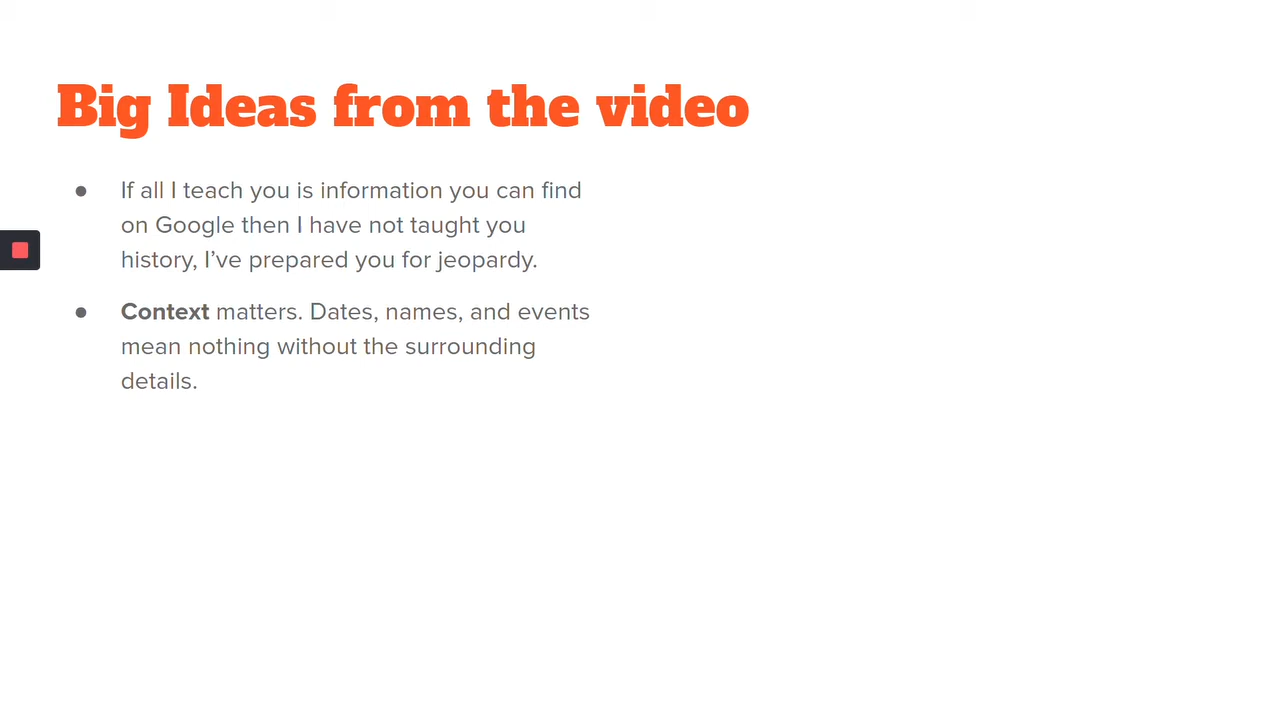 Big Ideas from the video
● If all I teach you is information you can find
on Google then I have not taught you
history, I’ve prepared you for jeopardy.
● Context matters. Dates, names, and events
mean nothing without the surrounding
details.